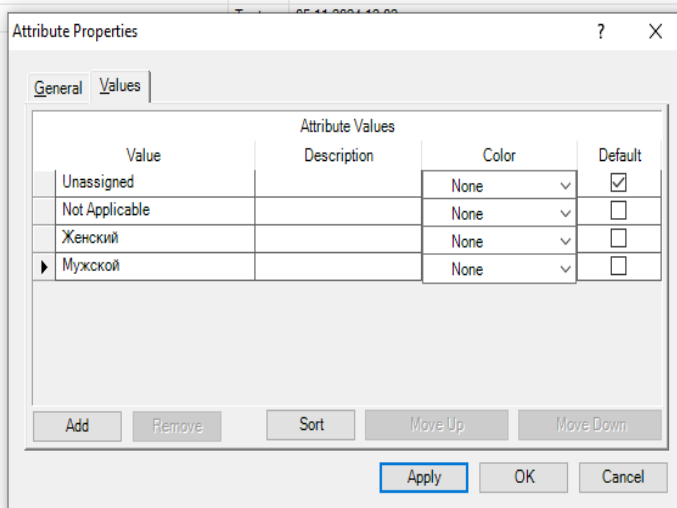 Attribute Properties ? X
General Values
Attribute Values
Value Description Color Default
Unassigned None
Not Applicable None
Женский None
Мужской None
Add Remove Sort Move Up Move Down
Apply OK Cancel